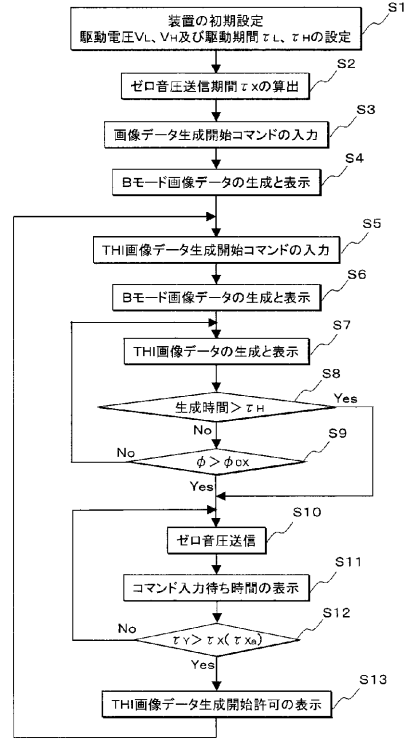 装置の初期設定
駆動電圧VL、VH及び駆動期間τL、τHの設定
S1
ゼロ音圧送信期間τXの算出
S2
画像データ生成開始コマンドの入力
S3
Bモード画像データの生成と表示
S4
THI画像データ生成開始コマンドの入力
S5
Bモード画像データの生成と表示
S6
THI画像データの生成と表示
S7
生成時間>τH
S8
Yes
No
φ>φcx
S9
No
Yes
ゼロ音圧送信
S10
コマンド入力待ち時間の表示
S11
τY>τX(τXa)
S12
No
Yes
THI画像データ生成開始許可の表示
S13